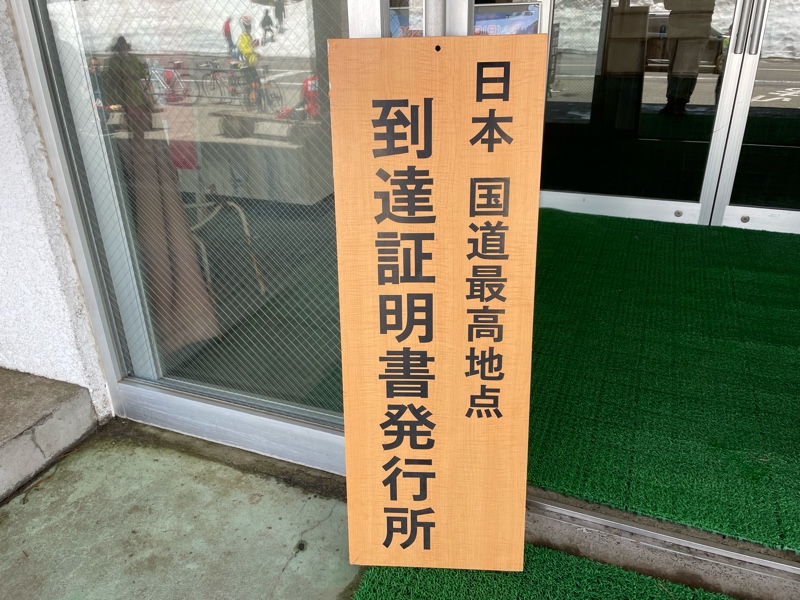 日本 国道最高地点
到達証明書発行所